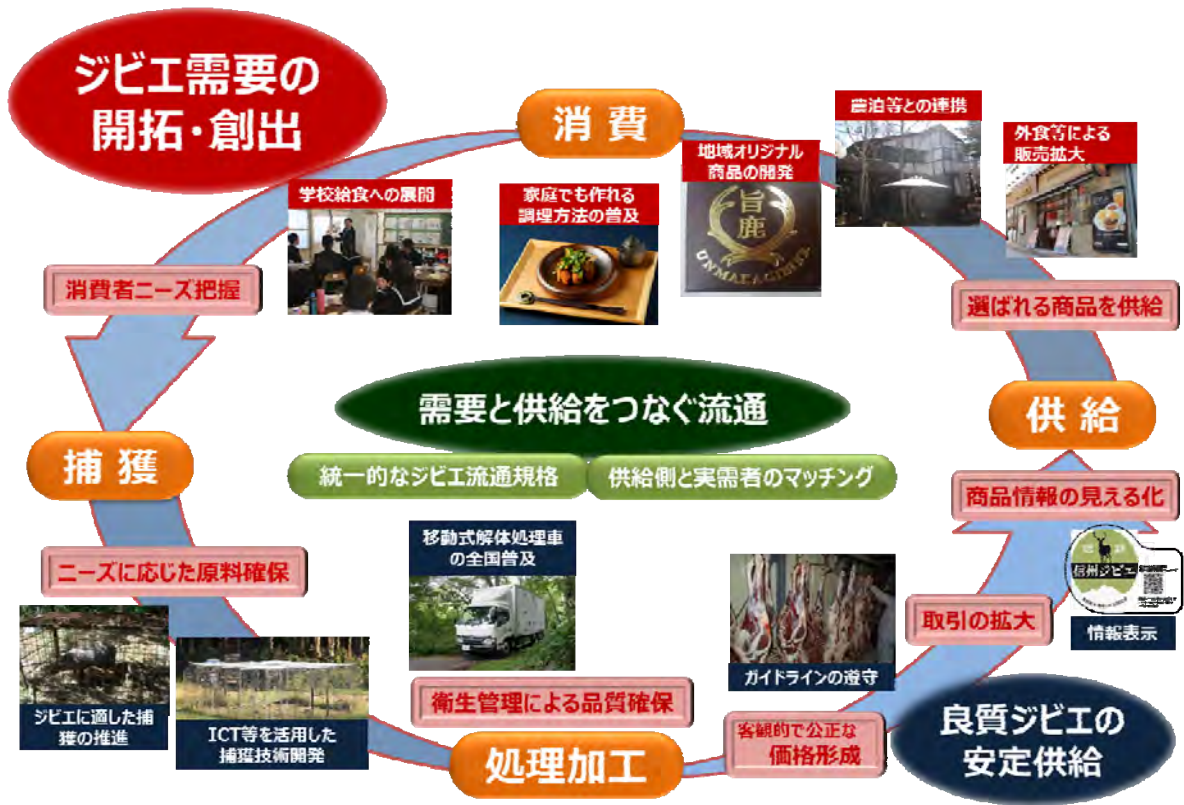 ジビエ需要の
開拓・創出
消 費
農泊等との連携
外食等による
販売拡大
地域オリジナル
商品の開発
学校給食への展開
家庭でも作れる
調理方法の普及
旨鹿
消費者ニーズ把握
選ばれる商品を供給
需要と供給をつなぐ流通
供 給
捕 獲
統一的なジビエ流通規格
供給側と実需者のマッチング
商品情報の見える化
移動式解体処理車
の全国普及
ニーズに応じた原料確保
信州ジビエ
取引の拡大
情報表示
ガイドラインの遵守
衛生管理による品質確保
ジビエに適した捕
獲の推進
ICT等を活用した
捕獲技術開発
客観的で公正な
価格形成
良質ジビエの
安定供給
処理加工